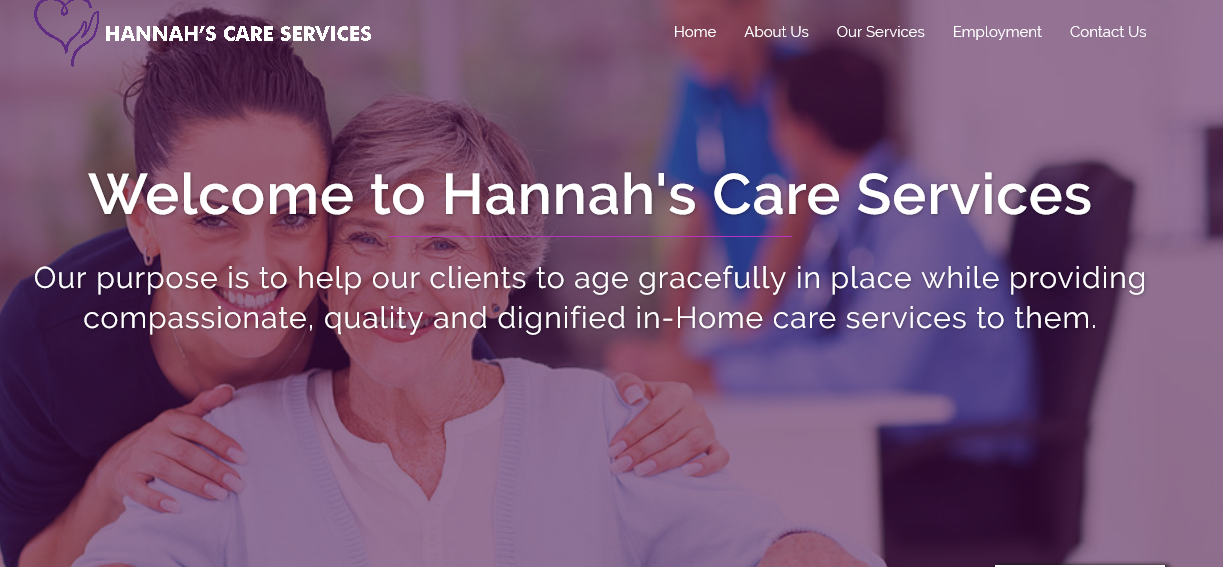 HANNAH'S CARE SERVICES
Home About Us Our Services Employment Contact Us
Welcome to Hannah's Care Services
Our purpose is to help our clients to age gracefully in place while providing
compassionate, quality and dignified in-Home care services to them.